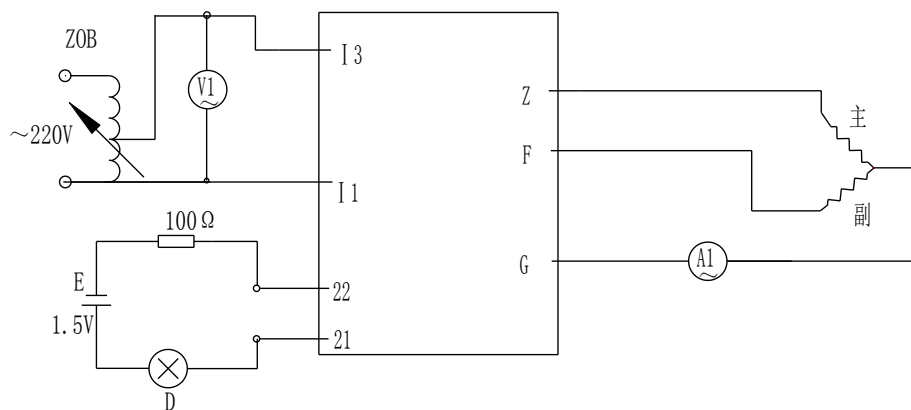 ZOB
I3
V1
～
Z
主
～220V
F
I1
副
100Ω
G
A1
～
E
22
1.5V
21
D